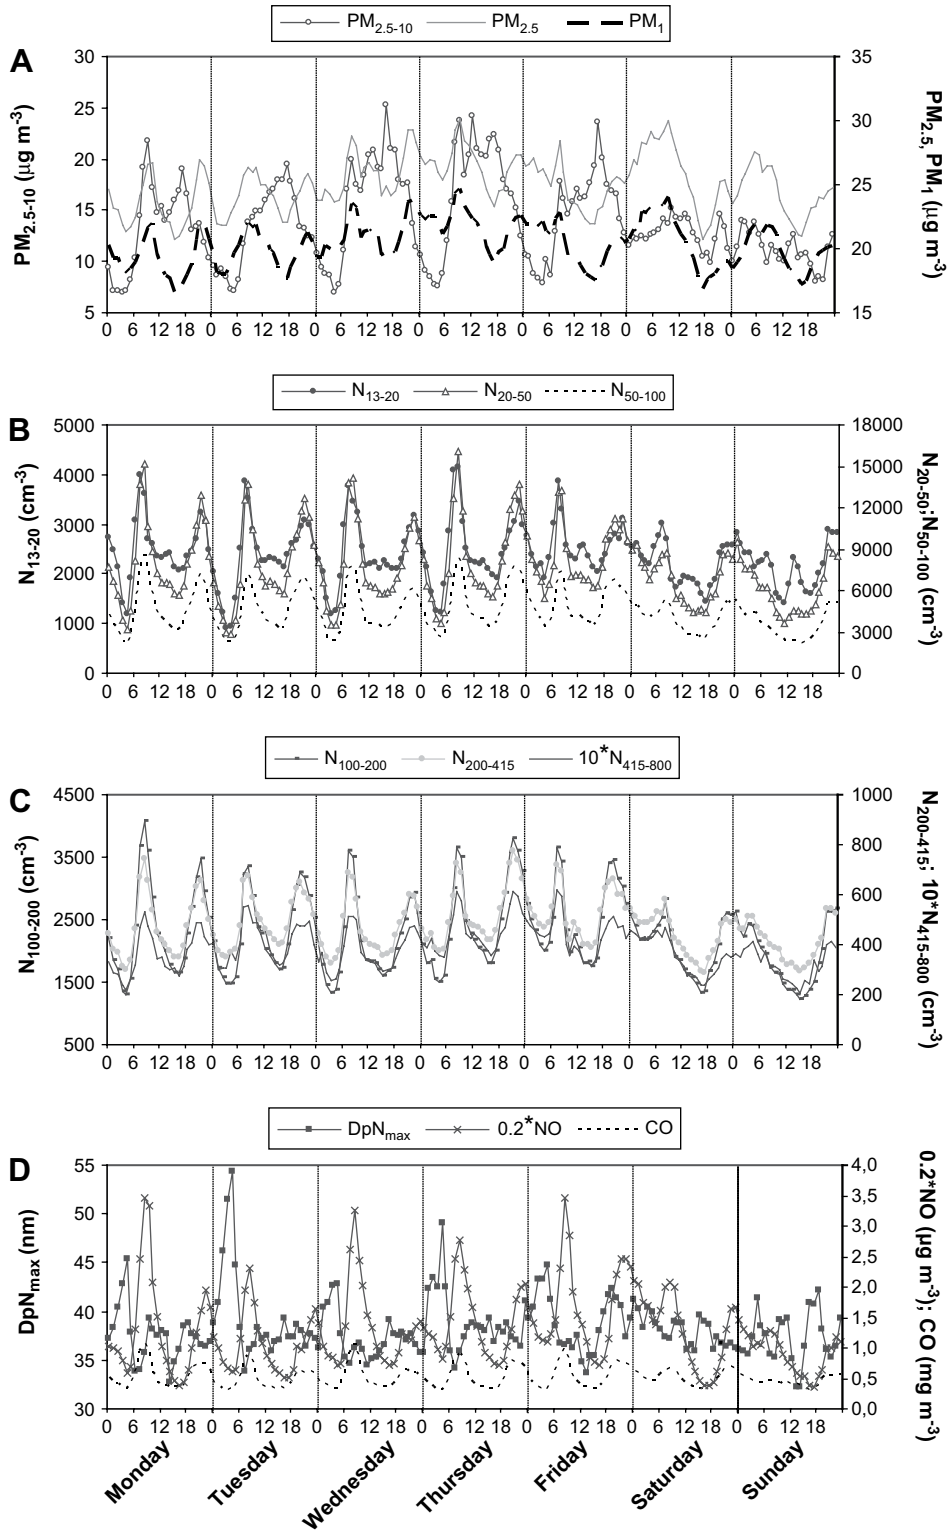 PM2.5-10 PM2.5 PM1
A
PM2.5-10 (µg m-3)
30
25
20
15
10
5
35
30
25
20
15
PM2.5, PM1 (µg m-3)
0 6 12 18 0 6 12 18 0 6 12 18 0 6 12 18 0 6 12 18 0 6 12 18 0 6 12 18
N13-20 N20-50 N50-100
B
N13-20 (cm-3)
5000
4000
3000
2000
1000
0
18000
15000
12000
9000
6000
3000
0
N20-50; N50-100 (cm-3)
0 6 12 18 0 6 12 18 0 6 12 18 0 6 12 18 0 6 12 18 0 6 12 18 0 6 12 18
N100-200 N200-415 10*N415-800
C
N100-200 (cm-3)
4500
3500
2500
1500
500
1000
800
600
400
200
0
N200-415; 10*N415-800 (cm-3)
0 6 12 18 0 6 12 18 0 6 12 18 0 6 12 18 0 6 12 18 0 6 12 18 0 6 12 18
DpNmax 0.2*NO CO
D
DpNmax (nm)
55
50
45
40
35
30
4,0
3,5
3,0
2,5
2,0
1,5
1,0
0,5
0,0
0.2*NO (µg m-3); CO (mg m-3)
0 6 12 18 0 6 12 18 0 6 12 18 0 6 12 18 0 6 12 18 0 6 12 18 0 6 12 18
Monday
Tuesday
Wednesday
Thursday
Friday
Saturday
Sunday